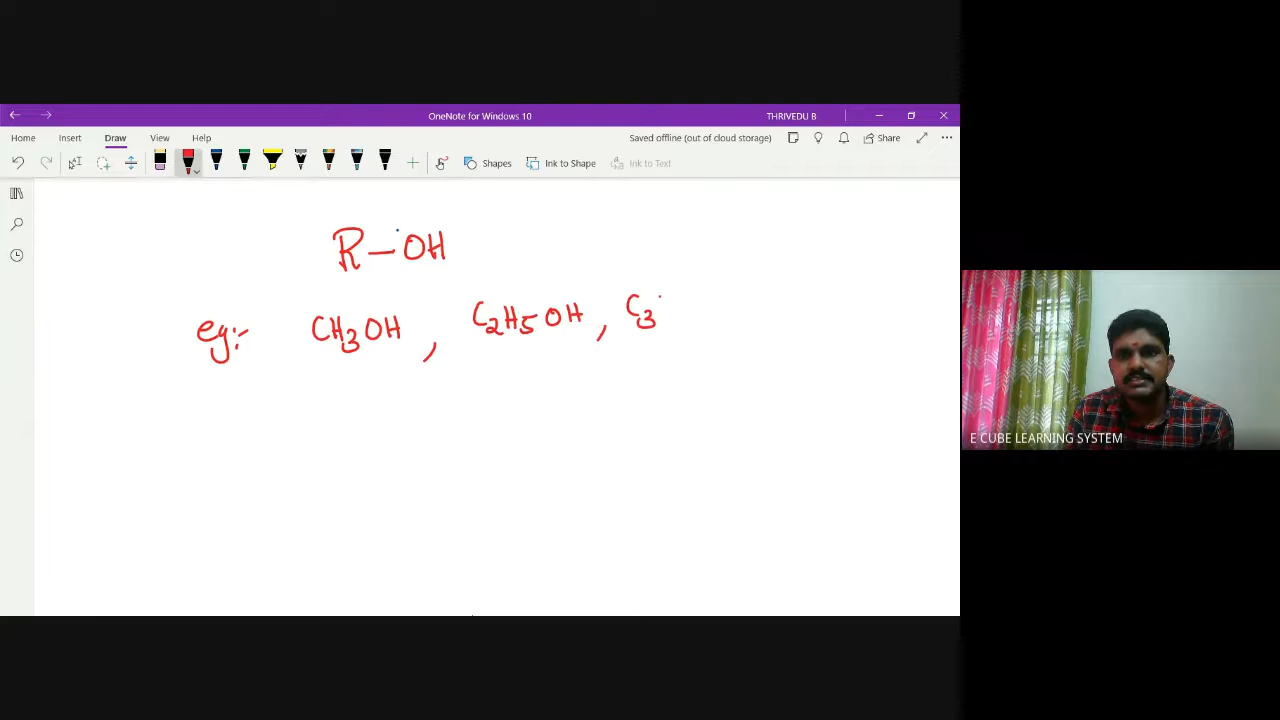 OneNote for Windows 10
THRIVEDU B
Home Insert Draw View Help
Saved offline (out of cloud storage)
Share
Shapes Ink to Shape Ink to Text
R—OH
eg:- CH3OH, C2H5OH, C3
E CUBE LEARNING SYSTEM